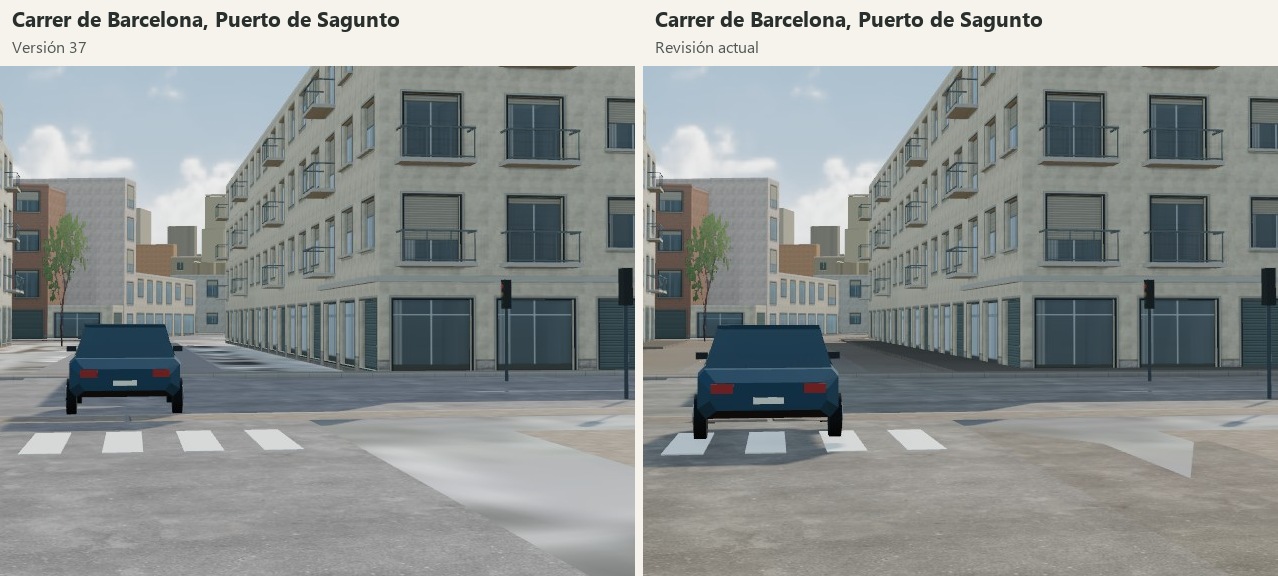 Carrer de Barcelona, Puerto de Sagunto
Versión 37
Carrer de Barcelona, Puerto de Sagunto
Revisión actual